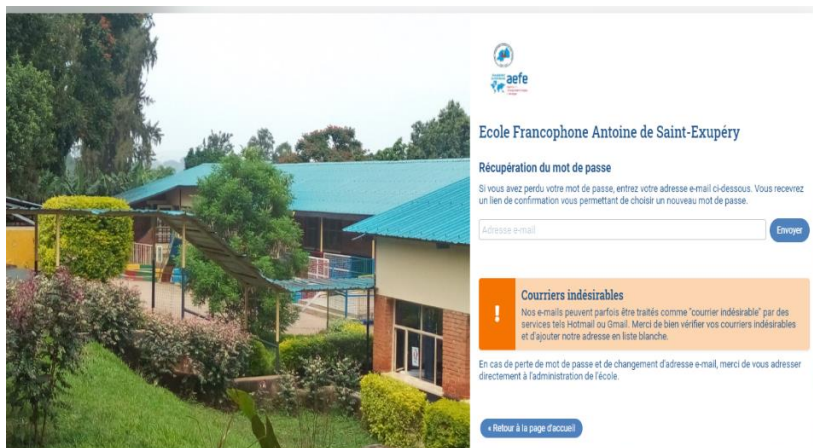 aefe
Ecole Francophone Antoine de Saint-Exupéry
Récupération du mot de passe
Si vous avez perdu votre mot de passe, entrez votre adresse e-mail ci-dessous. Vous recevrez
un lien de confirmation vous permettant de choisir un nouveau mot de passe.
Adresse e-mail
Envoyer
!
Courriers indésirables
Nos e-mails peuvent parfois être traités comme "courrier indésirable" par des
services tels Hotmail ou Gmail. Merci de bien vérifier vos courriers indésirables
et d'ajouter notre adresse en liste blanche.
En cas de perte de mot de passe et de changement d'adresse e-mail, merci de vous adresser
directement à l'administration de l'école.
« Retour à la page d'accueil